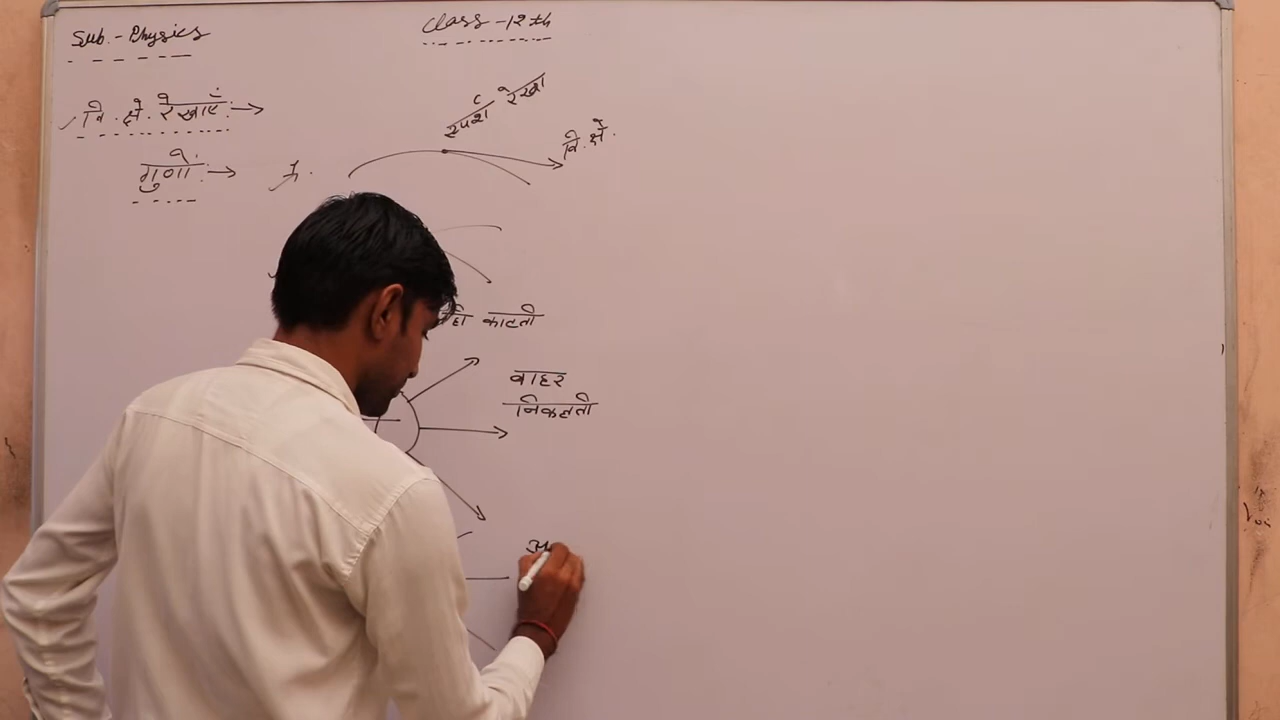 Sub. - Physics
Class - 12th
वि. क्षे. रेखाएं :→
स्पर्श रेखा
वि. क्षे.
गुण :→
काटती
बाहर
निकलती